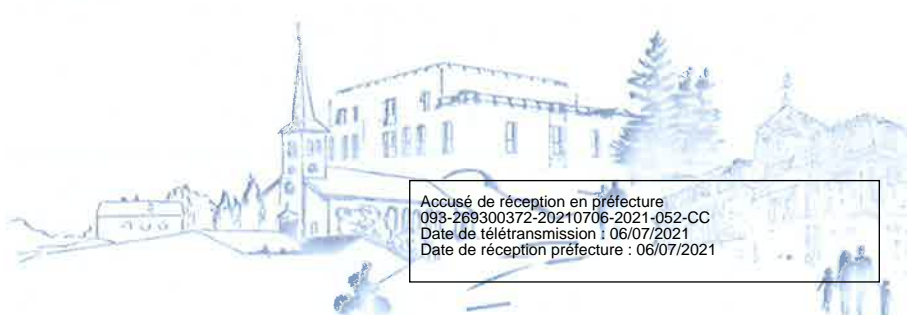 Accusé de réception en préfecture
093-269300372-20210706-2021-052-CC
Date de télétransmission : 06/07/2021
Date de réception préfecture : 06/07/2021